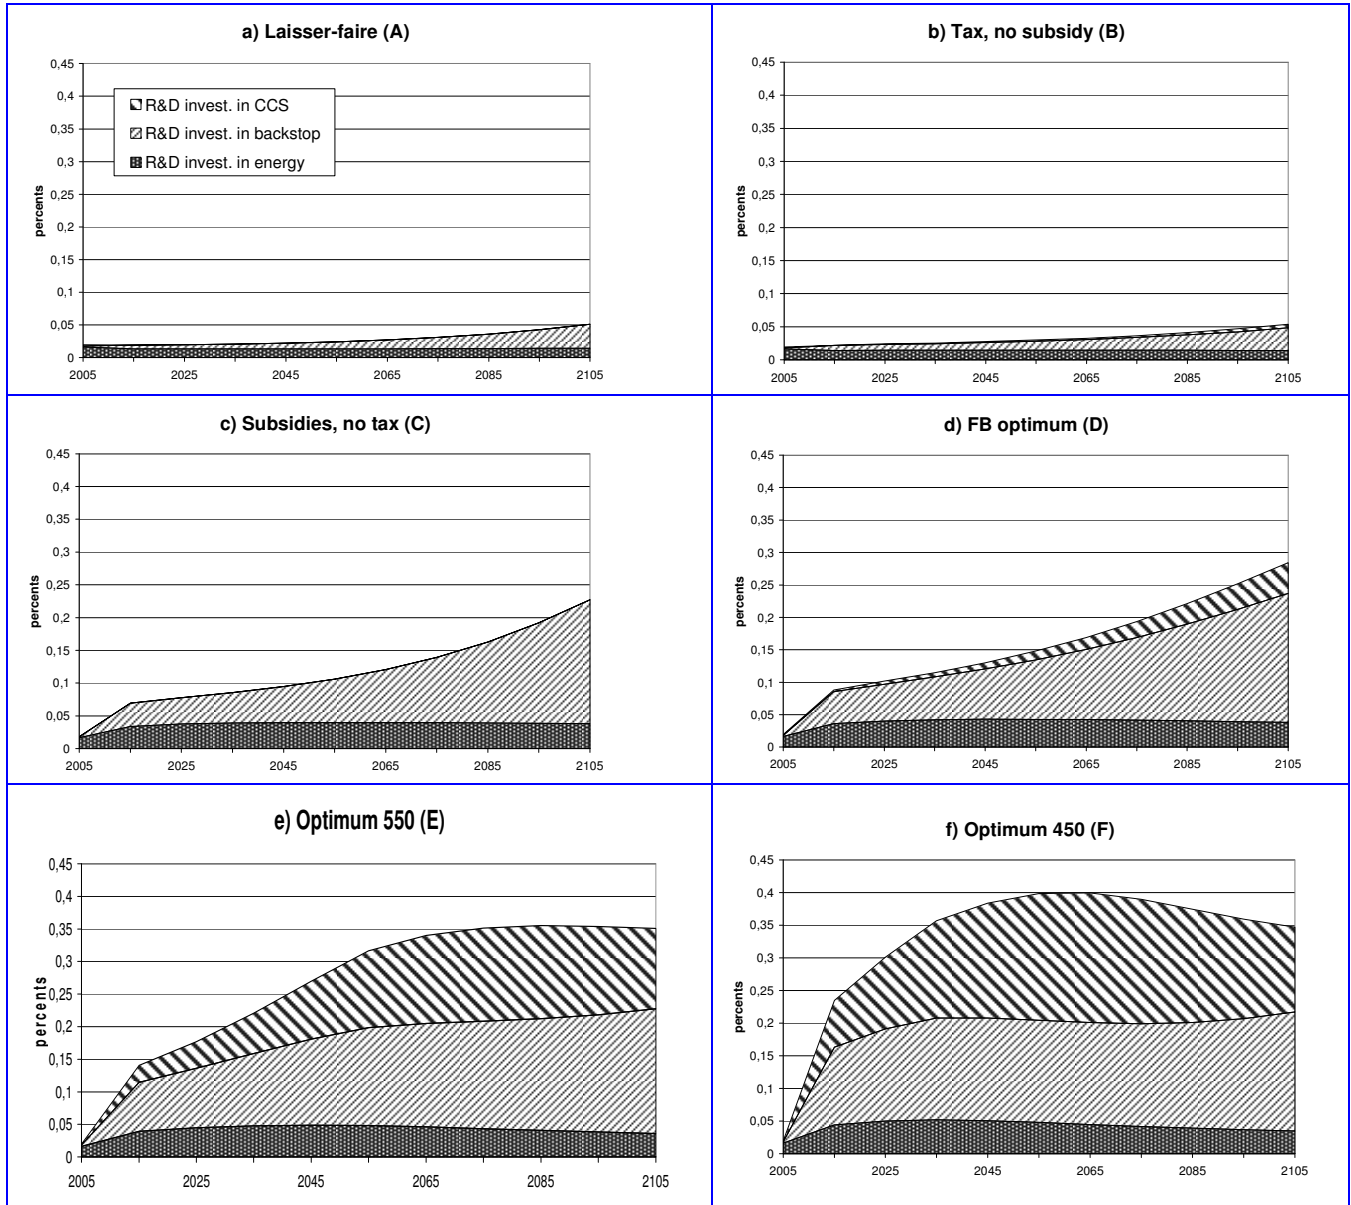 a) Laisser-faire (A)
percents
0,45
0,4
0,35
0,3
0,25
0,2
0,15
0,1
0,05
0
R&D invest. in CCS
R&D invest. in backstop
R&D invest. in energy
2005 2025 2045 2065 2085 2105
b) Tax, no subsidy (B)
percents
0,45
0,4
0,35
0,3
0,25
0,2
0,15
0,1
0,05
0
2005 2025 2045 2065 2085 2105
c) Subsidies, no tax (C)
percents
0,45
0,4
0,35
0,3
0,25
0,2
0,15
0,1
0,05
0
2005 2025 2045 2065 2085 2105
d) FB optimum (D)
percents
0,45
0,4
0,35
0,3
0,25
0,2
0,15
0,1
0,05
0
2005 2025 2045 2065 2085 2105
e) Optimum 550 (E)
percents
0,45
0,4
0,35
0,3
0,25
0,2
0,15
0,1
0,05
0
2005 2025 2045 2065 2085 2105
f) Optimum 450 (F)
percents
0,45
0,4
0,35
0,3
0,25
0,2
0,15
0,1
0,05
0
2005 2025 2045 2065 2085 2105